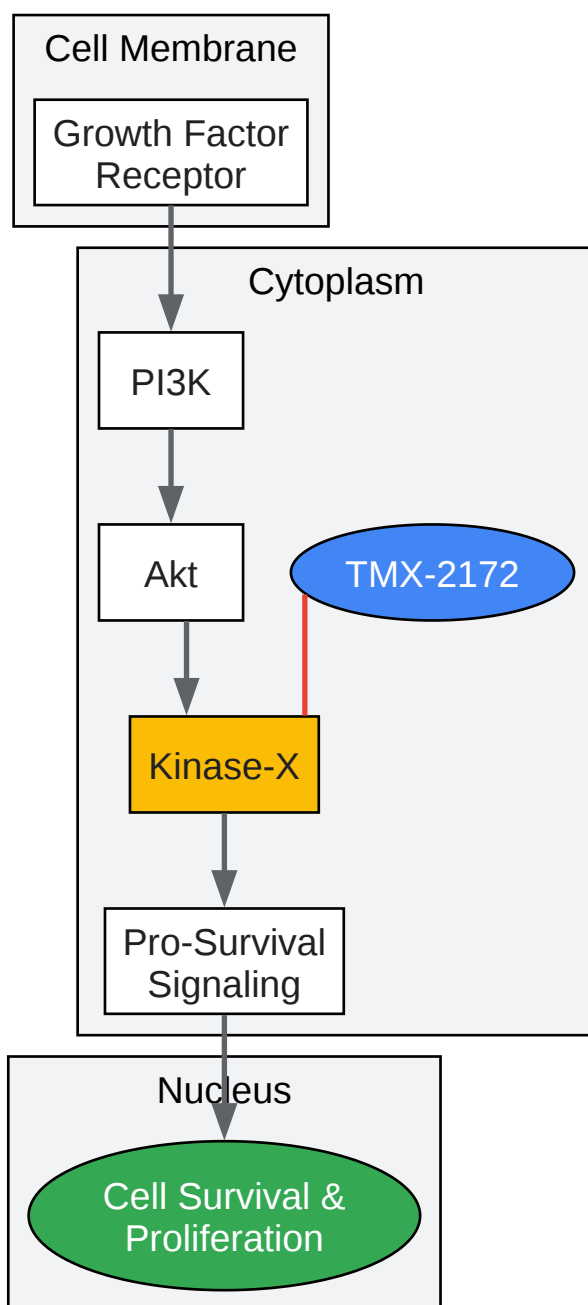 Cell Membrane
Growth Factor
Receptor
Cytoplasm
PI3K
Akt
TMX-2172
Kinase-X
Pro-Survival
Signaling
Nucleus
Cell Survival &
Proliferation